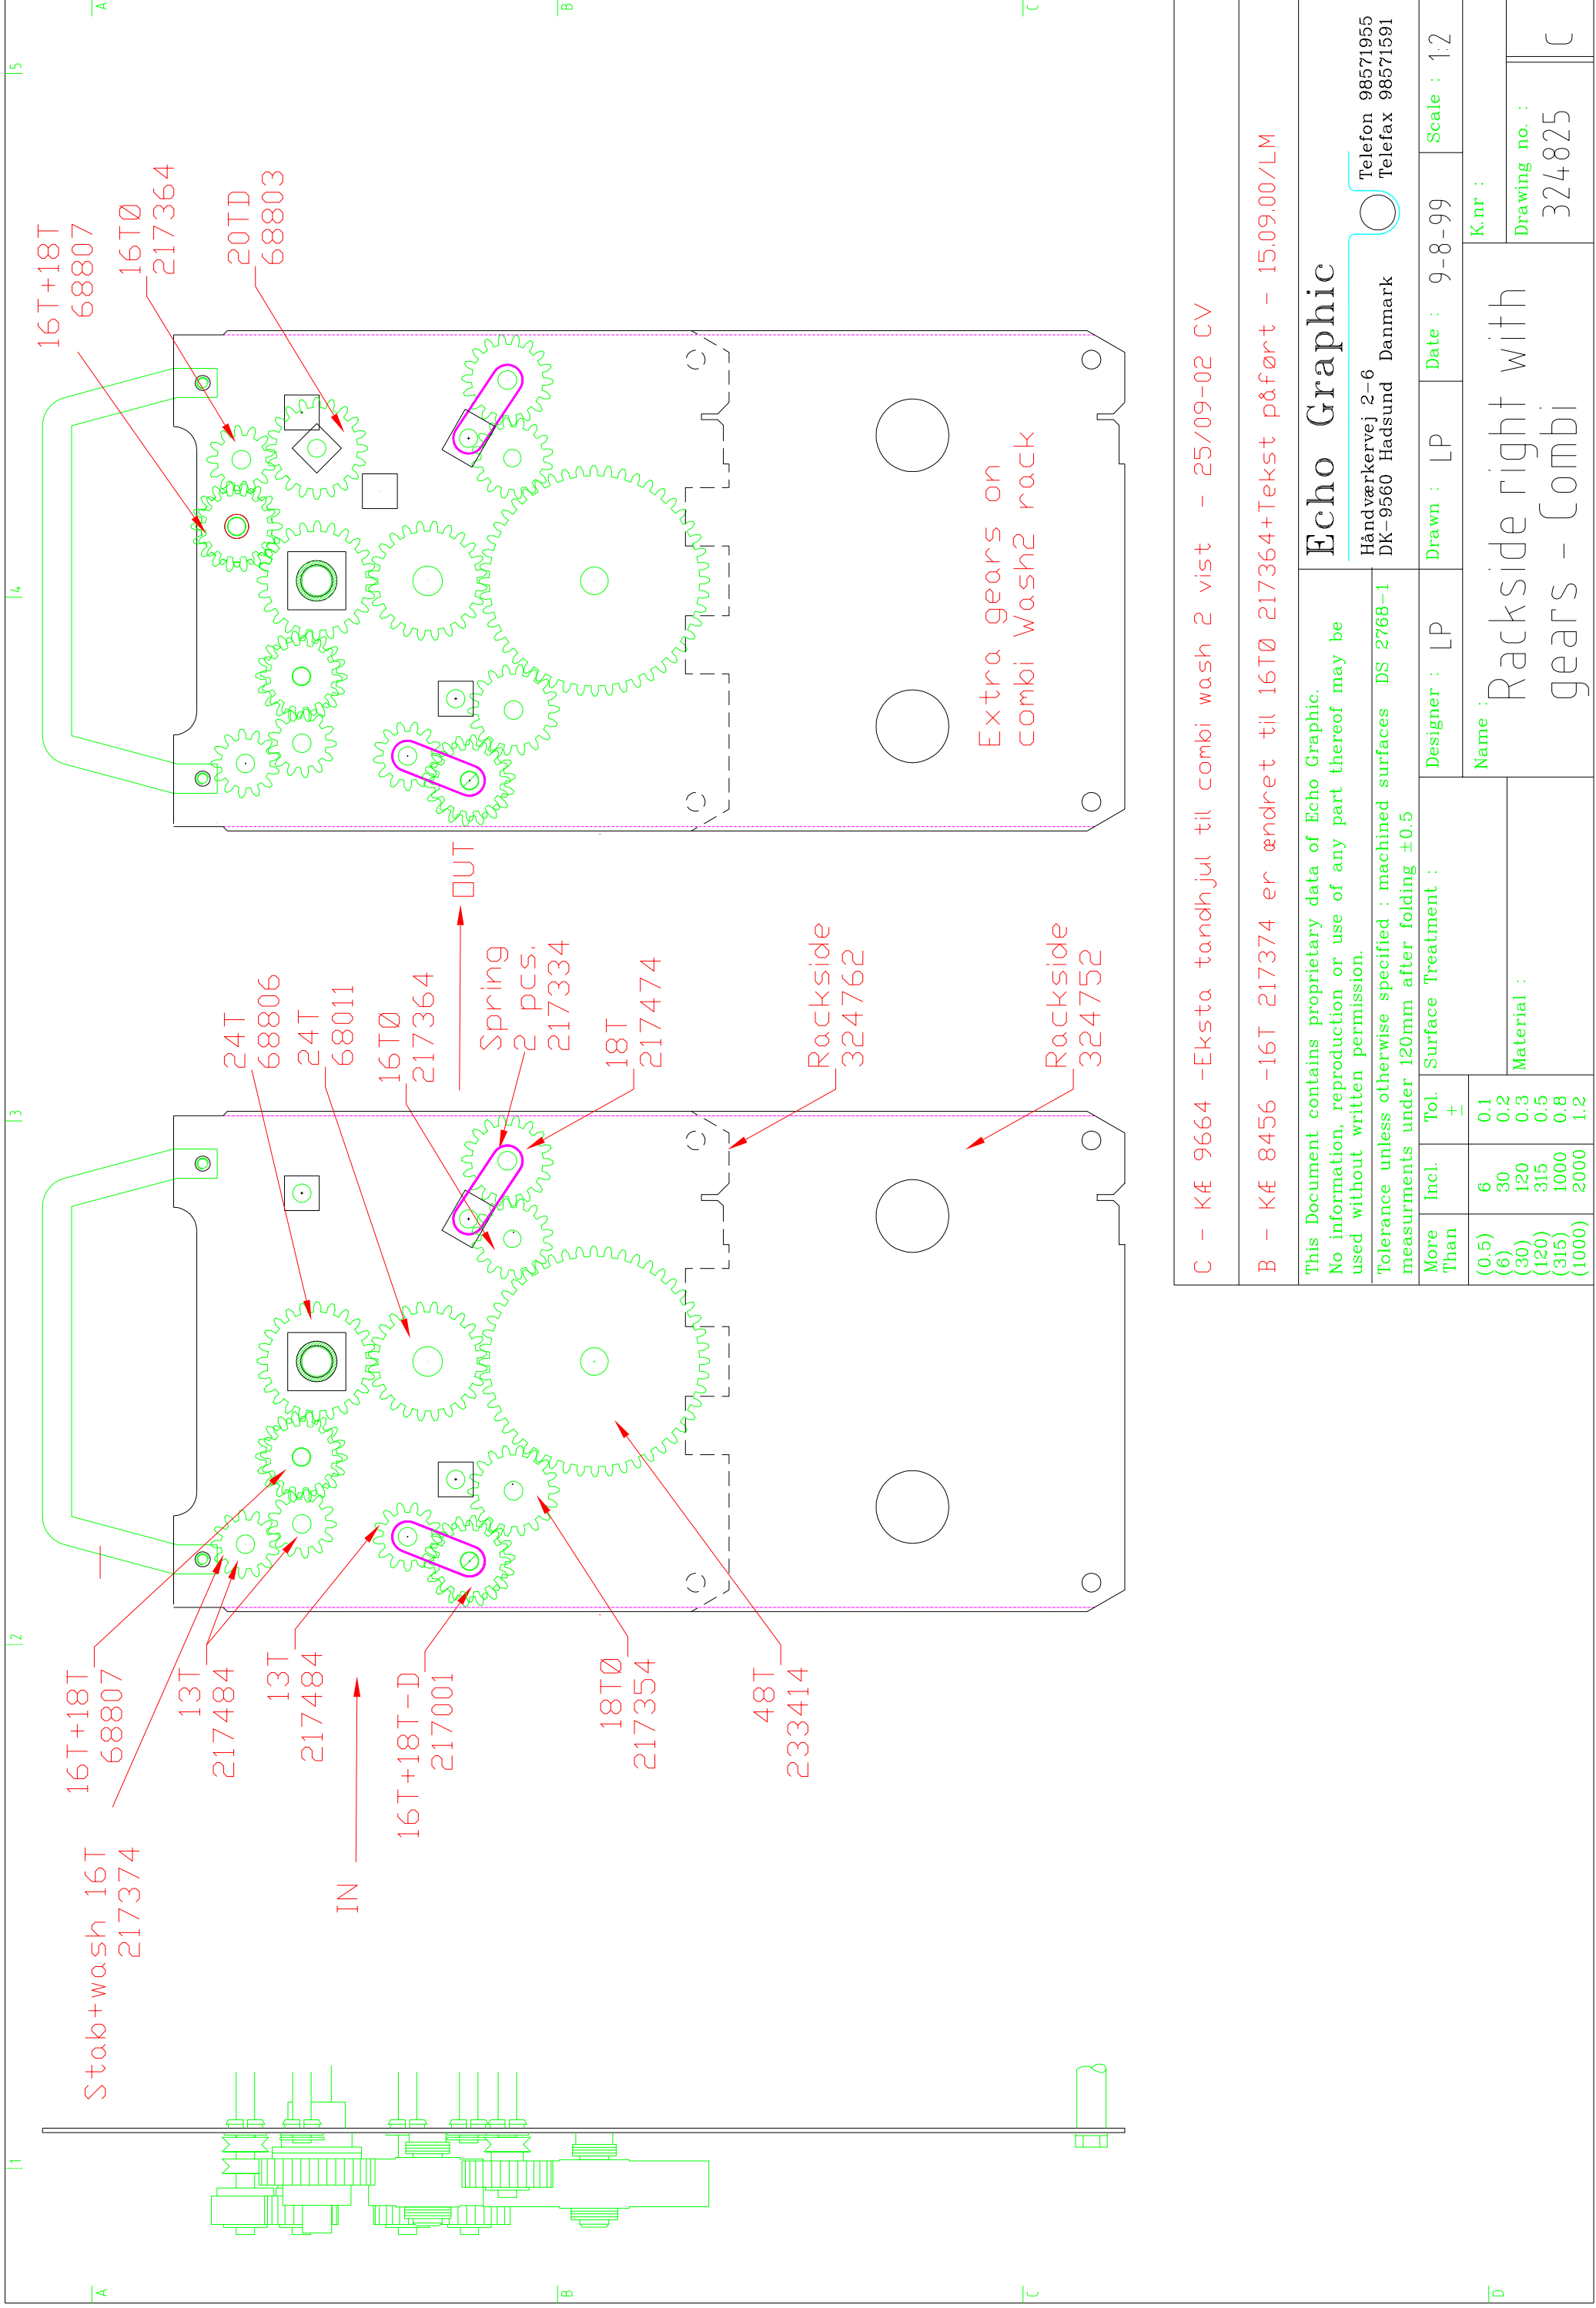 Stab+wash 16T
217374
16T+18T
68807
13T
217484
13T
217484
IN
16T+18T-D
217001
18TØ
217354
48T
233414
24T
68806
24T
68011
16TØ
217364
OUT
Spring
2 pcs.
217334
18T
217474
Rackside
324762
Rackside
324752
16T+18T
68807
16TØ
217364
20TD
68803
Extra gears on
combi Wash2 rack
C - KÆ 9664 -Eksta tandhjul til combi wash 2 vist - 25/09-02 CV
B - KÆ 8456 -16T 217374 er ændret til 16TØ 217364+Tekst påført - 15.09.00/LM
This Document contains proprietary data of Echo Graphic.
No information, reproduction or use of any part thereof may be
used without written permission.
Tolerance unless otherwise specified : machined surfaces DS 2768-1
measurments under 120mm after folding ±0.5
Echo Graphic
Håndværkervej 2-6
DK-9560 Hadsund Danmark
Telefon 98571955
Telefax 98571591
More Than Incl. Tol. ±
(0.5) 6 0.1
(6) 30 0.2
(30) 120 0.3
(120) 315 0.5
(315) 1000 0.8
(1000) 2000 1.2
Surface Treatment :
Material :
Designer : LP
Drawn : LP
Date : 9-8-99
Scale : 1:2
Name :
Rackside right with
gears - Combi
K.nr :
Drawing no. :
324825
C
1
2
3
4
5
A
B
C
D
A
B
C